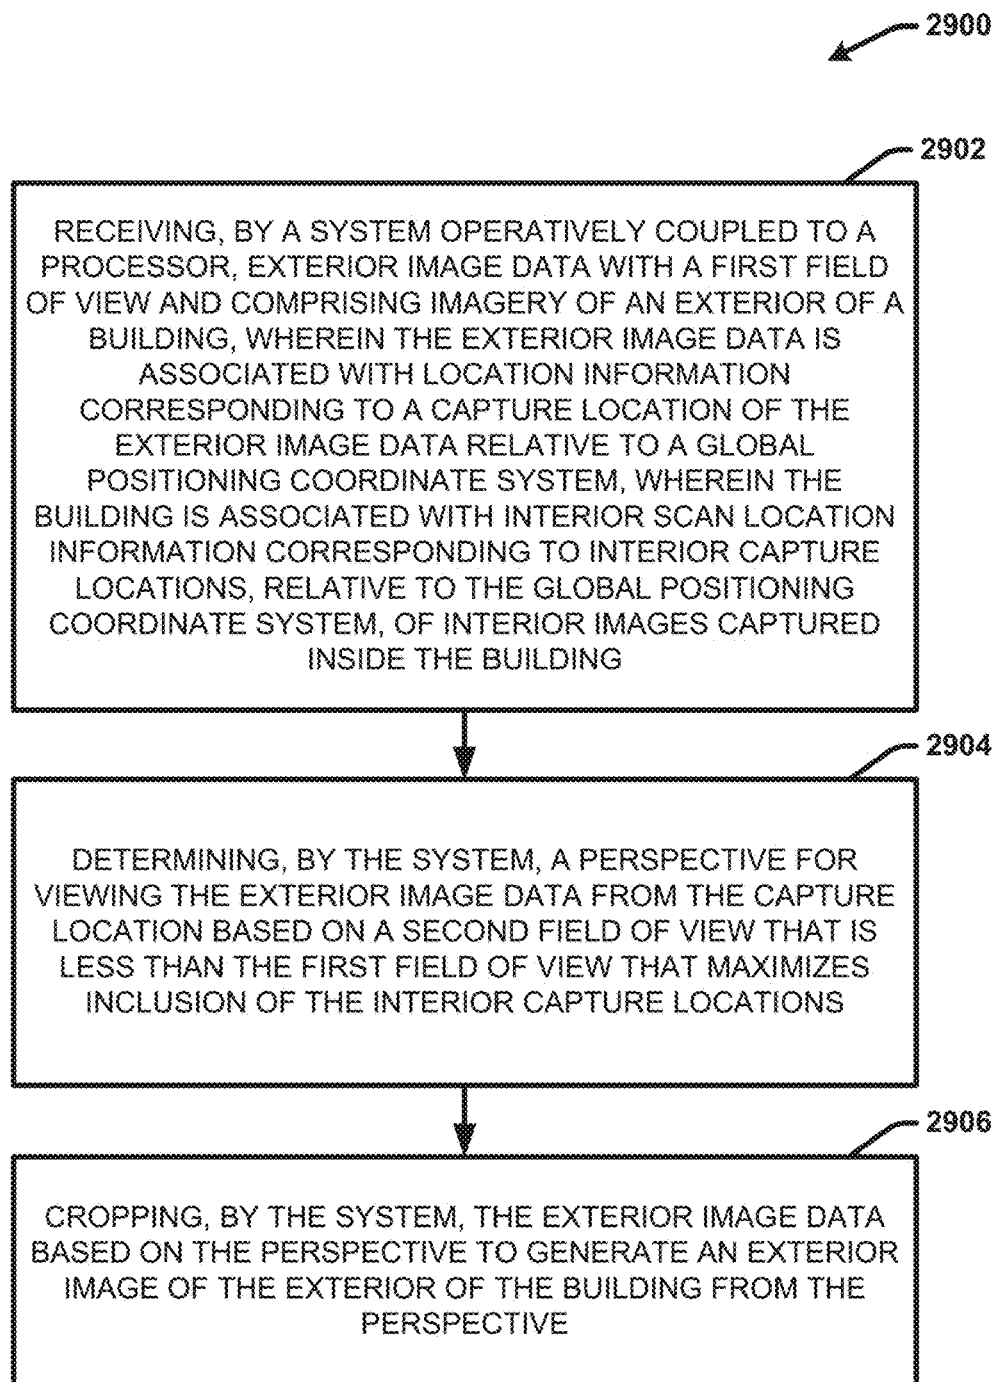 2900
2902
RECEIVING, BY A SYSTEM OPERATIVELY COUPLED TO A
PROCESSOR, EXTERIOR IMAGE DATA WITH A FIRST FIELD
OF VIEW AND COMPRISING IMAGERY OF AN EXTERIOR OF A
BUILDING, WHEREIN THE EXTERIOR IMAGE DATA IS
ASSOCIATED WITH LOCATION INFORMATION
CORRESPONDING TO A CAPTURE LOCATION OF THE
EXTERIOR IMAGE DATA RELATIVE TO A GLOBAL
POSITIONING COORDINATE SYSTEM, WHEREIN THE
BUILDING IS ASSOCIATED WITH INTERIOR SCAN LOCATION
INFORMATION CORRESPONDING TO INTERIOR CAPTURE
LOCATIONS, RELATIVE TO THE GLOBAL POSITIONING
COORDINATE SYSTEM, OF INTERIOR IMAGES CAPTURED
INSIDE THE BUILDING
2904
DETERMINING, BY THE SYSTEM, A PERSPECTIVE FOR
VIEWING THE EXTERIOR IMAGE DATA FROM THE CAPTURE
LOCATION BASED ON A SECOND FIELD OF VIEW THAT IS
LESS THAN THE FIRST FIELD OF VIEW THAT MAXIMIZES
INCLUSION OF THE INTERIOR CAPTURE LOCATIONS
2906
CROPPING, BY THE SYSTEM, THE EXTERIOR IMAGE DATA
BASED ON THE PERSPECTIVE TO GENERATE AN EXTERIOR
IMAGE OF THE EXTERIOR OF THE BUILDING FROM THE
PERSPECTIVE